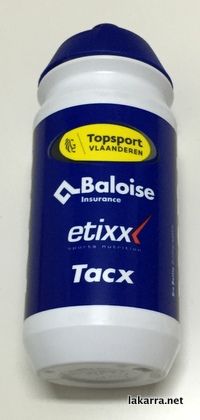 Topsport
VLAANDEREN
Baloise
Insurance
etixx
sports nutrition
Tacx
lakarra.net